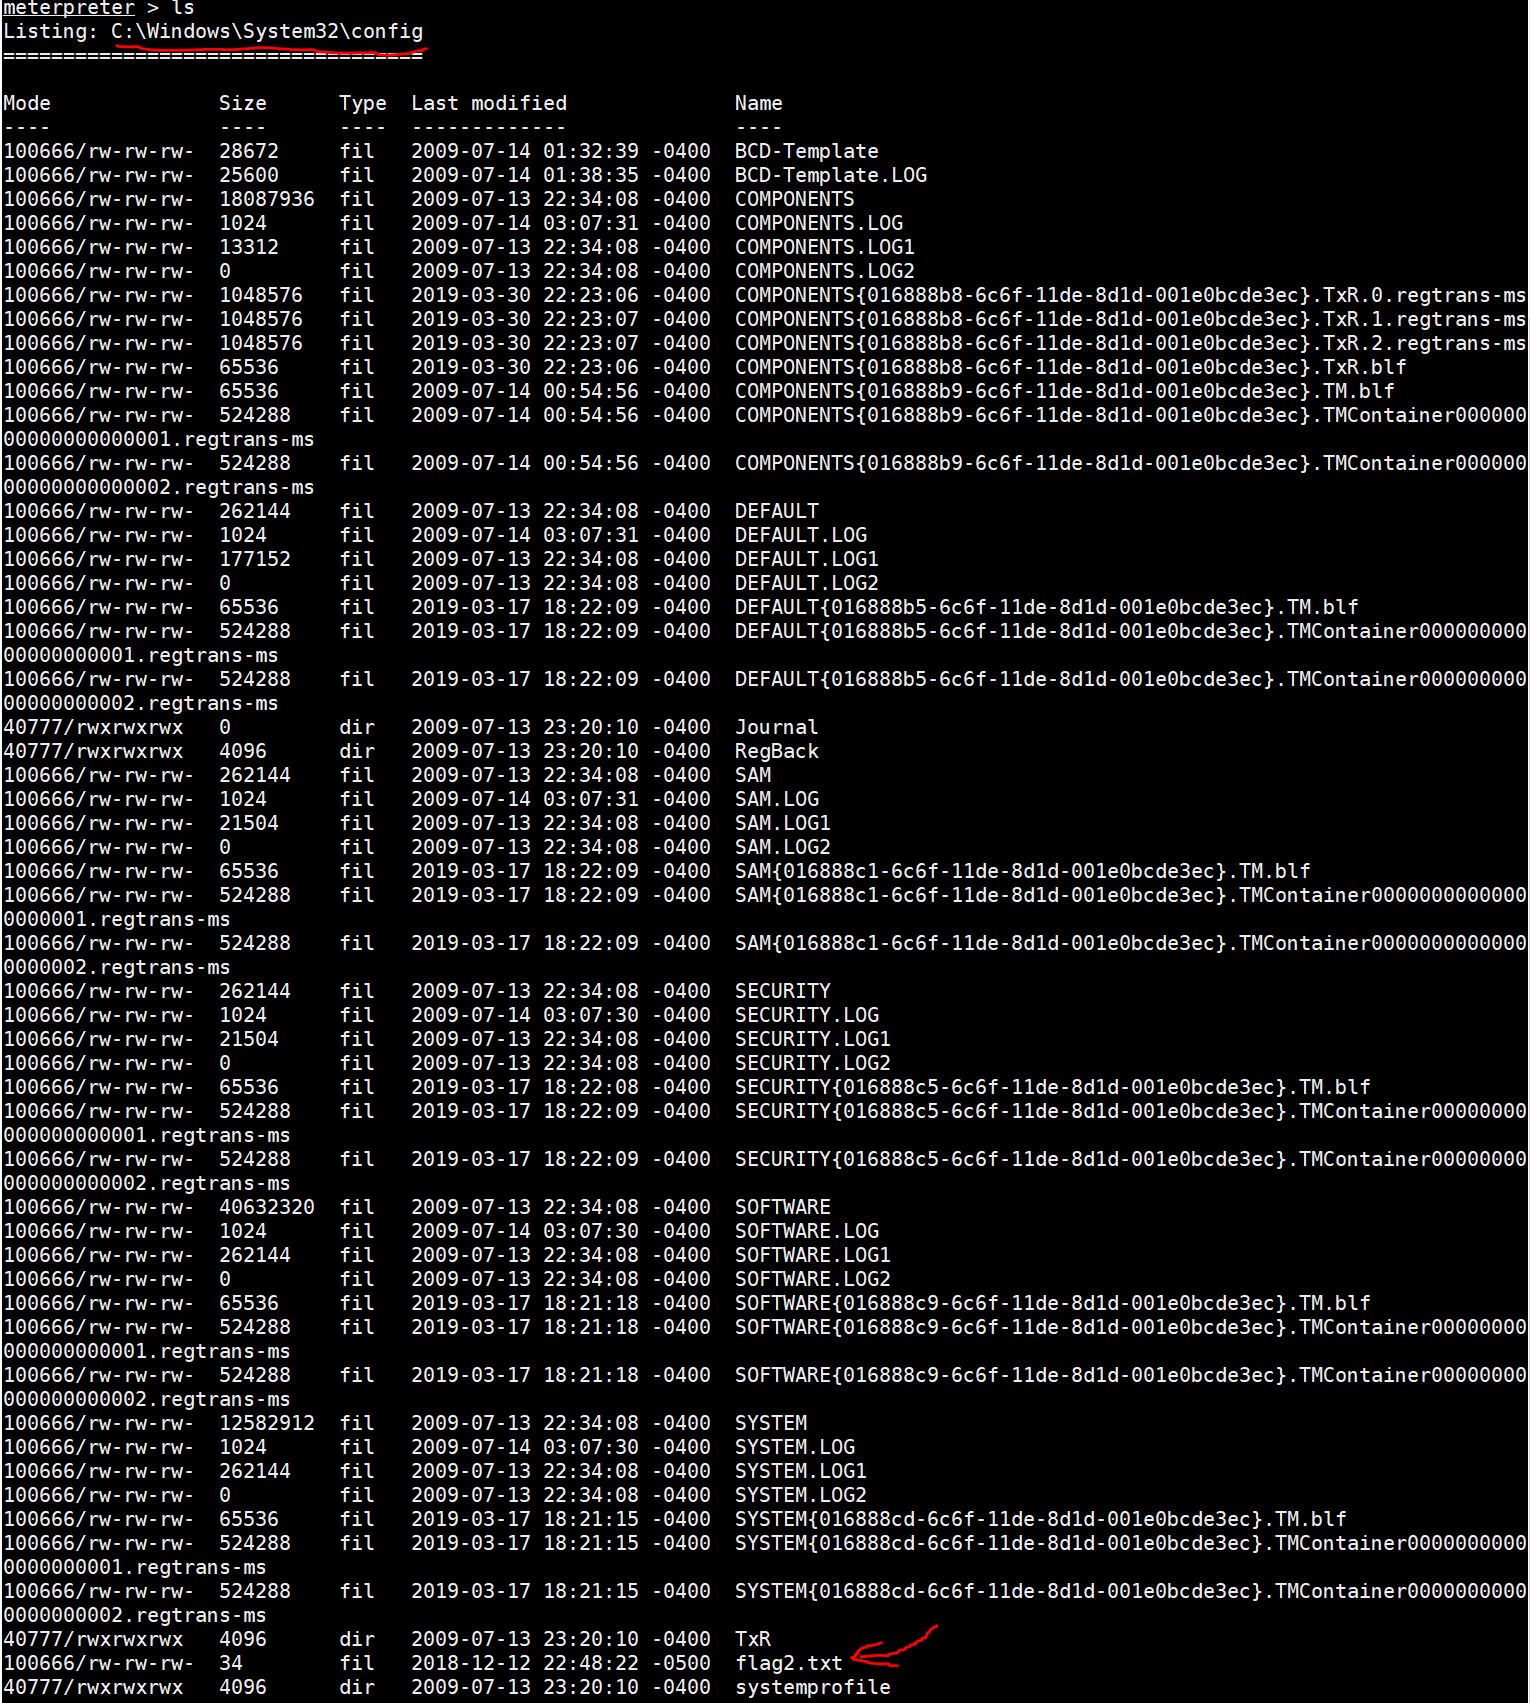 meterpreter > ls
Listing: C:\Windows\System32\config
===================================
Mode              Size      Type  Last modified              Name
----              ----      ----  -------------              ----
100666/rw-rw-rw-  28672     fil   2009-07-14 01:32:39 -0400  BCD-Template
100666/rw-rw-rw-  25600     fil   2009-07-14 01:38:35 -0400  BCD-Template.LOG
100666/rw-rw-rw-  18087936  fil   2009-07-13 22:34:08 -0400  COMPONENTS
100666/rw-rw-rw-  1024      fil   2009-07-14 03:07:31 -0400  COMPONENTS.LOG
100666/rw-rw-rw-  13312     fil   2009-07-13 22:34:08 -0400  COMPONENTS.LOG1
100666/rw-rw-rw-  0         fil   2009-07-13 22:34:08 -0400  COMPONENTS.LOG2
100666/rw-rw-rw-  1048576   fil   2019-03-30 22:23:06 -0400  COMPONENTS{016888b8-6c6f-11de-8d1d-001e0bcde3ec}.TxR.0.regtrans-ms
100666/rw-rw-rw-  1048576   fil   2019-03-30 22:23:07 -0400  COMPONENTS{016888b8-6c6f-11de-8d1d-001e0bcde3ec}.TxR.1.regtrans-ms
100666/rw-rw-rw-  1048576   fil   2019-03-30 22:23:07 -0400  COMPONENTS{016888b8-6c6f-11de-8d1d-001e0bcde3ec}.TxR.2.regtrans-ms
100666/rw-rw-rw-  65536     fil   2019-03-30 22:23:06 -0400  COMPONENTS{016888b8-6c6f-11de-8d1d-001e0bcde3ec}.TxR.blf
100666/rw-rw-rw-  65536     fil   2009-07-14 00:54:56 -0400  COMPONENTS{016888b9-6c6f-11de-8d1d-001e0bcde3ec}.TM.blf
100666/rw-rw-rw-  524288    fil   2009-07-14 00:54:56 -0400  COMPONENTS{016888b9-6c6f-11de-8d1d-001e0bcde3ec}.TMContainer000000
00000000000001.regtrans-ms
100666/rw-rw-rw-  524288    fil   2009-07-14 00:54:56 -0400  COMPONENTS{016888b9-6c6f-11de-8d1d-001e0bcde3ec}.TMContainer000000
00000000000002.regtrans-ms
100666/rw-rw-rw-  262144    fil   2009-07-13 22:34:08 -0400  DEFAULT
100666/rw-rw-rw-  1024      fil   2009-07-14 03:07:31 -0400  DEFAULT.LOG
100666/rw-rw-rw-  177152    fil   2009-07-13 22:34:08 -0400  DEFAULT.LOG1
100666/rw-rw-rw-  0         fil   2009-07-13 22:34:08 -0400  DEFAULT.LOG2
100666/rw-rw-rw-  65536     fil   2019-03-17 18:22:09 -0400  DEFAULT{016888b5-6c6f-11de-8d1d-001e0bcde3ec}.TM.blf
100666/rw-rw-rw-  524288    fil   2019-03-17 18:22:09 -0400  DEFAULT{016888b5-6c6f-11de-8d1d-001e0bcde3ec}.TMContainer000000000
00000000001.regtrans-ms
100666/rw-rw-rw-  524288    fil   2019-03-17 18:22:09 -0400  DEFAULT{016888b5-6c6f-11de-8d1d-001e0bcde3ec}.TMContainer000000000
00000000002.regtrans-ms
40777/rwxrwxrwx   0         dir   2009-07-13 23:20:10 -0400  Journal
40777/rwxrwxrwx   4096      dir   2009-07-13 23:20:10 -0400  RegBack
100666/rw-rw-rw-  262144    fil   2009-07-13 22:34:08 -0400  SAM
100666/rw-rw-rw-  1024      fil   2009-07-14 03:07:31 -0400  SAM.LOG
100666/rw-rw-rw-  21504     fil   2009-07-13 22:34:08 -0400  SAM.LOG1
100666/rw-rw-rw-  0         fil   2009-07-13 22:34:08 -0400  SAM.LOG2
100666/rw-rw-rw-  65536     fil   2019-03-17 18:22:09 -0400  SAM{016888c1-6c6f-11de-8d1d-001e0bcde3ec}.TM.blf
100666/rw-rw-rw-  524288    fil   2019-03-17 18:22:09 -0400  SAM{016888c1-6c6f-11de-8d1d-001e0bcde3ec}.TMContainer0000000000000
0000001.regtrans-ms
100666/rw-rw-rw-  524288    fil   2019-03-17 18:22:09 -0400  SAM{016888c1-6c6f-11de-8d1d-001e0bcde3ec}.TMContainer0000000000000
0000002.regtrans-ms
100666/rw-rw-rw-  262144    fil   2009-07-13 22:34:08 -0400  SECURITY
100666/rw-rw-rw-  1024      fil   2009-07-14 03:07:30 -0400  SECURITY.LOG
100666/rw-rw-rw-  21504     fil   2009-07-13 22:34:08 -0400  SECURITY.LOG1
100666/rw-rw-rw-  0         fil   2009-07-13 22:34:08 -0400  SECURITY.LOG2
100666/rw-rw-rw-  65536     fil   2019-03-17 18:22:08 -0400  SECURITY{016888c5-6c6f-11de-8d1d-001e0bcde3ec}.TM.blf
100666/rw-rw-rw-  524288    fil   2019-03-17 18:22:09 -0400  SECURITY{016888c5-6c6f-11de-8d1d-001e0bcde3ec}.TMContainer00000000
000000000001.regtrans-ms
100666/rw-rw-rw-  524288    fil   2019-03-17 18:22:09 -0400  SECURITY{016888c5-6c6f-11de-8d1d-001e0bcde3ec}.TMContainer00000000
000000000002.regtrans-ms
100666/rw-rw-rw-  40632320  fil   2009-07-13 22:34:08 -0400  SOFTWARE
100666/rw-rw-rw-  1024      fil   2009-07-14 03:07:30 -0400  SOFTWARE.LOG
100666/rw-rw-rw-  262144    fil   2009-07-13 22:34:08 -0400  SOFTWARE.LOG1
100666/rw-rw-rw-  0         fil   2009-07-13 22:34:08 -0400  SOFTWARE.LOG2
100666/rw-rw-rw-  65536     fil   2019-03-17 18:21:18 -0400  SOFTWARE{016888c9-6c6f-11de-8d1d-001e0bcde3ec}.TM.blf
100666/rw-rw-rw-  524288    fil   2019-03-17 18:21:18 -0400  SOFTWARE{016888c9-6c6f-11de-8d1d-001e0bcde3ec}.TMContainer00000000
000000000001.regtrans-ms
100666/rw-rw-rw-  524288    fil   2019-03-17 18:21:18 -0400  SOFTWARE{016888c9-6c6f-11de-8d1d-001e0bcde3ec}.TMContainer00000000
000000000002.regtrans-ms
100666/rw-rw-rw-  12582912  fil   2009-07-13 22:34:08 -0400  SYSTEM
100666/rw-rw-rw-  1024      fil   2009-07-14 03:07:30 -0400  SYSTEM.LOG
100666/rw-rw-rw-  262144    fil   2009-07-13 22:34:08 -0400  SYSTEM.LOG1
100666/rw-rw-rw-  0         fil   2009-07-13 22:34:08 -0400  SYSTEM.LOG2
100666/rw-rw-rw-  65536     fil   2019-03-17 18:21:15 -0400  SYSTEM{016888cd-6c6f-11de-8d1d-001e0bcde3ec}.TM.blf
100666/rw-rw-rw-  524288    fil   2019-03-17 18:21:15 -0400  SYSTEM{016888cd-6c6f-11de-8d1d-001e0bcde3ec}.TMContainer0000000000
0000000001.regtrans-ms
100666/rw-rw-rw-  524288    fil   2019-03-17 18:21:15 -0400  SYSTEM{016888cd-6c6f-11de-8d1d-001e0bcde3ec}.TMContainer0000000000
0000000002.regtrans-ms
40777/rwxrwxrwx   4096      dir   2009-07-13 23:20:10 -0400  TxR
100666/rw-rw-rw-  34        fil   2018-12-12 22:48:22 -0500  flag2.txt
40777/rwxrwxrwx   4096      dir   2009-07-13 23:20:10 -0400  systemprofile